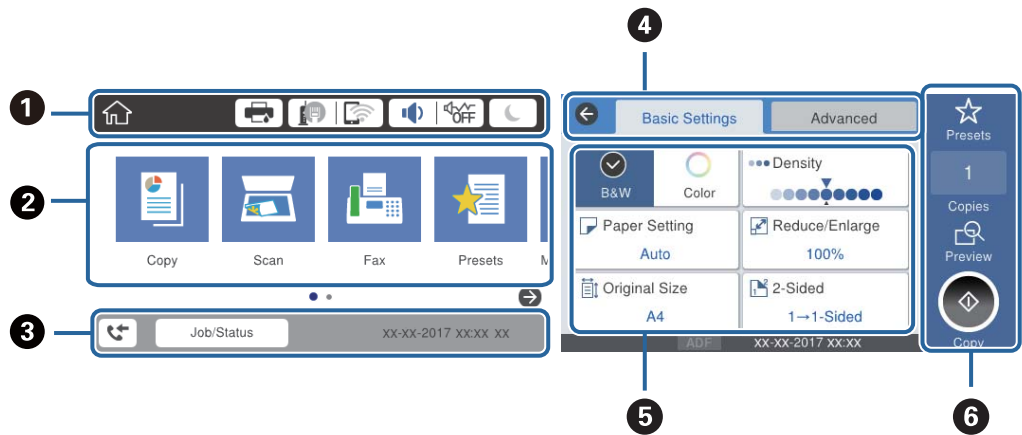 4
1
OFF
2
Copy
Scan
Fax
Presets
3
Job/Status
xx-xx-2017 xx:xx xx
Basic Settings
Advanced
B&W
Color
Density
Paper Setting
Auto
Reduce/Enlarge
100%
Original Size
A4
2-Sided
1→1-Sided
ADF
xx-xx-2017 xx:xx
Presets
1
Copies
Preview
Copy
5
6